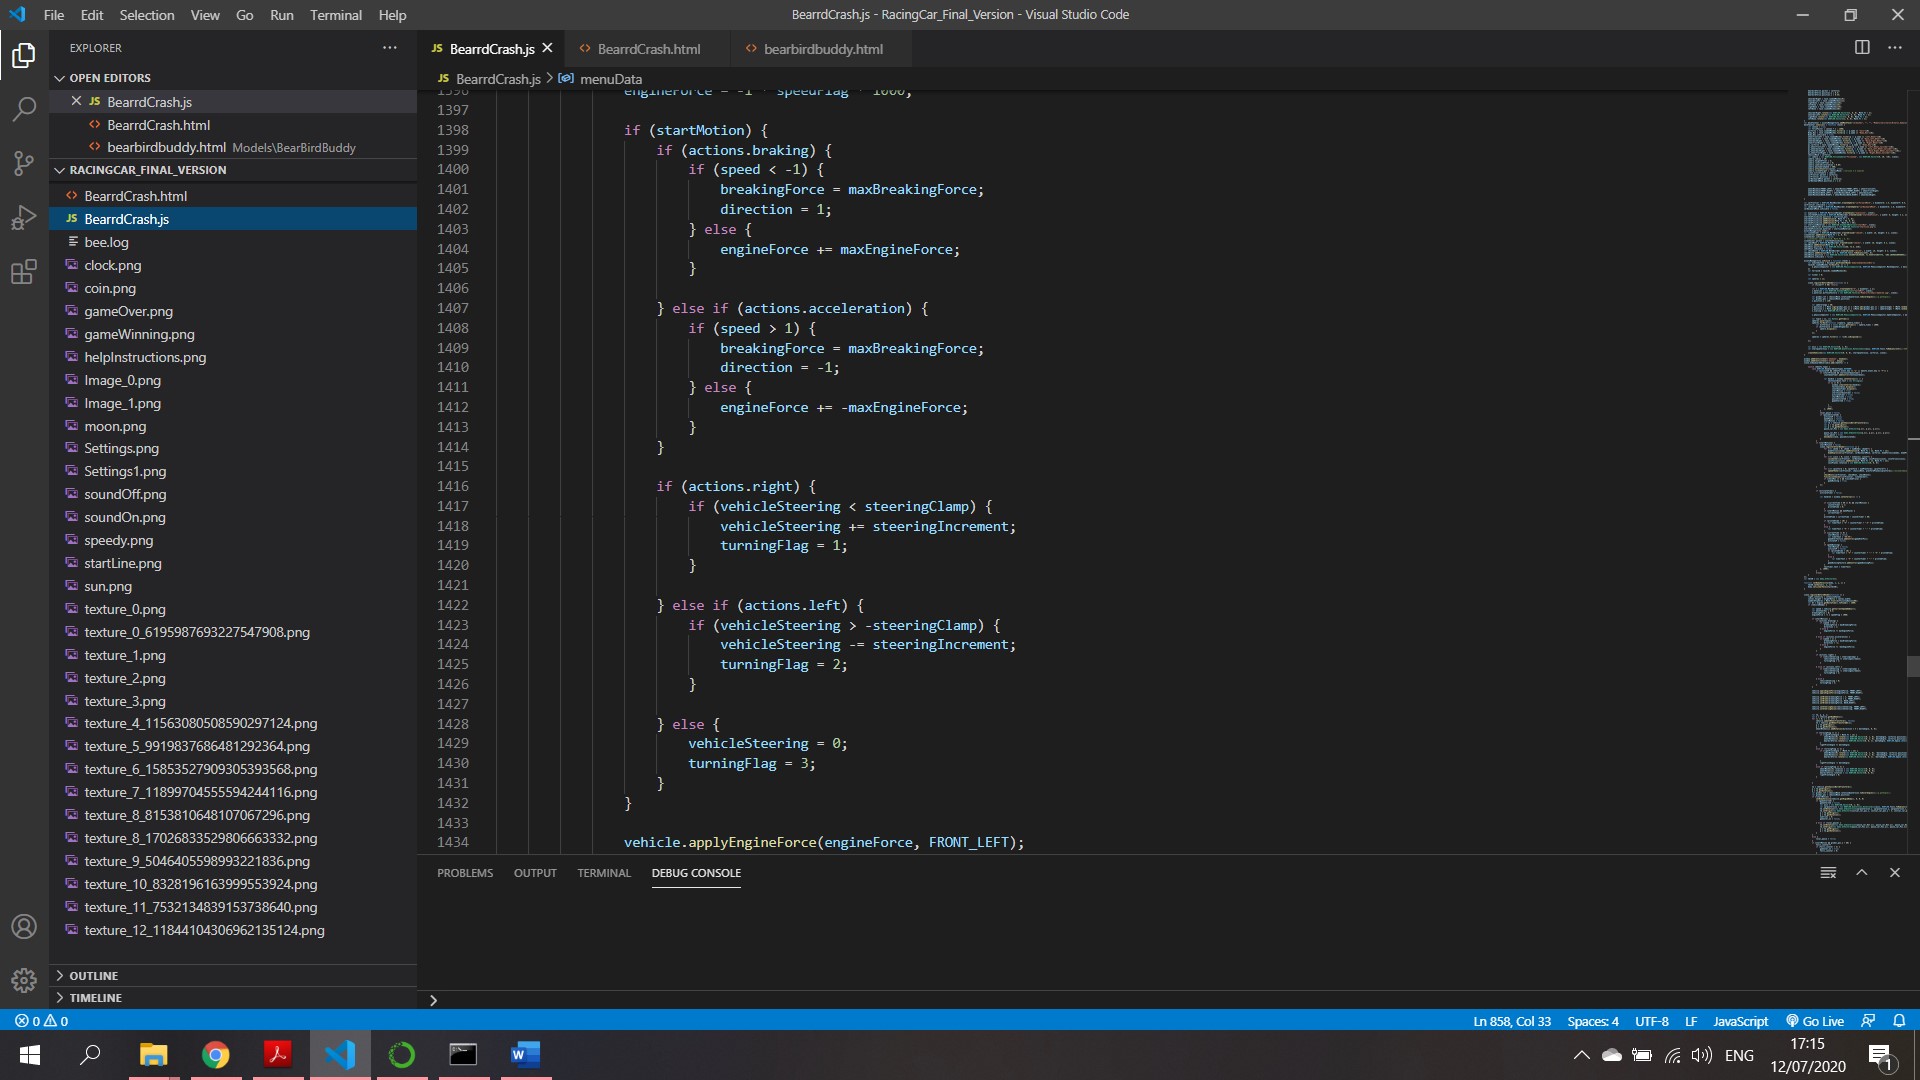 File Edit Selection View Go Run Terminal Help
BearrdCrash.js - RacingCar_Final_Version - Visual Studio Code
EXPLORER
OPEN EDITORS
JS BearrdCrash.js
<> BearrdCrash.html
<> bearbirdbuddy.html Models\BearBirdBuddy
RACINGCAR_FINAL_VERSION
<> BearrdCrash.html
JS BearrdCrash.js
bee.log
clock.png
coin.png
gameOver.png
gameWinning.png
helpInstructions.png
Image_0.png
Image_1.png
moon.png
Settings.png
Settings1.png
soundOff.png
soundOn.png
speedy.png
startLine.png
sun.png
texture_0.png
texture_0_6195987693227547908.png
texture_1.png
texture_2.png
texture_3.png
texture_4_11563080508590297124.png
texture_5_9919837686481292364.png
texture_6_15853527909305393568.png
texture_7_11899704555594244116.png
texture_8_8153810648107067296.png
texture_8_17026833529806663332.png
texture_9_5046405598993221836.png
texture_10_8328196163999553924.png
texture_11_7532134839153738640.png
texture_12_11844104306962135124.png
OUTLINE
TIMELINE
JS BearrdCrash.js <> BearrdCrash.html <> bearbirdbuddy.html
JS BearrdCrash.js > menuData
1396 engineForce = -1 * speedFlag * 1000;
1397
1398 if (startMotion) {
1399 if (actions.braking) {
1400 if (speed < -1) {
1401 breakingForce = maxBreakingForce;
1402 direction = 1;
1403 } else {
1404 engineForce += maxEngineForce;
1405 }
1406
1407 } else if (actions.acceleration) {
1408 if (speed > 1) {
1409 breakingForce = maxBreakingForce;
1410 direction = -1;
1411 } else {
1412 engineForce += -maxEngineForce;
1413 }
1414 }
1415
1416 if (actions.right) {
1417 if (vehicleSteering < steeringClamp) {
1418 vehicleSteering += steeringIncrement;
1419 turningFlag = 1;
1420 }
1421
1422 } else if (actions.left) {
1423 if (vehicleSteering > -steeringClamp) {
1424 vehicleSteering -= steeringIncrement;
1425 turningFlag = 2;
1426 }
1427
1428 } else {
1429 vehicleSteering = 0;
1430 turningFlag = 3;
1431 }
1432 }
1433
1434 vehicle.applyEngineForce(engineForce, FRONT_LEFT);
PROBLEMS OUTPUT TERMINAL DEBUG CONSOLE
0 0
Ln 858, Col 33 Spaces: 4 UTF-8 LF JavaScript Go Live
ENG
17:15
12/07/2020
1